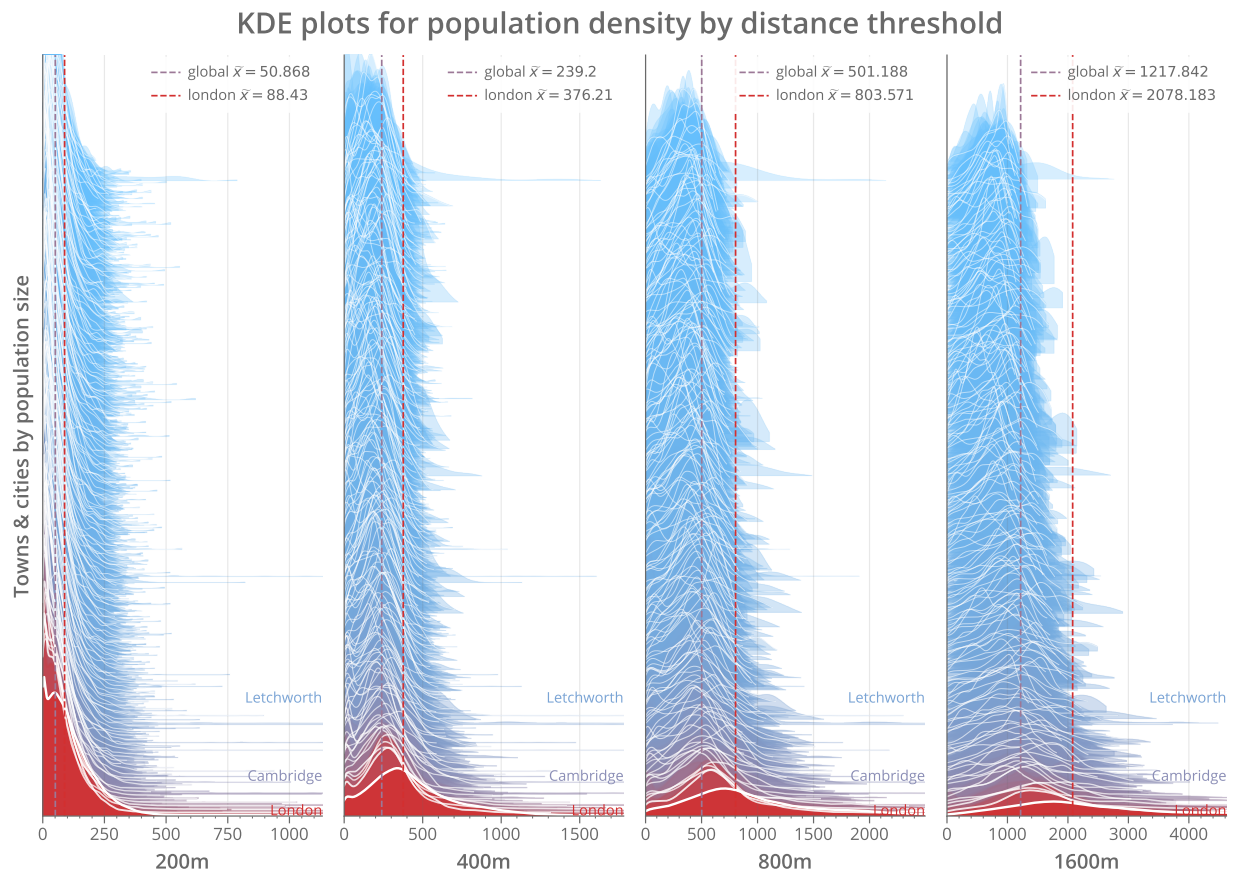 KDE plots for population density by distance threshold
Towns & cities by population size
global x̃ = 50.868
london x̃ = 88.43
Letchworth
Cambridge
London
0 250 500 750 1000
200m
global x̃ = 239.2
london x̃ = 376.21
Letchworth
Cambridge
London
0 500 1000 1500
400m
global x̃ = 501.188
london x̃ = 803.571
Letchworth
Cambridge
London
0 500 1000 1500 2000
800m
global x̃ = 1217.842
london x̃ = 2078.183
Letchworth
Cambridge
London
0 1000 2000 3000 4000
1600m